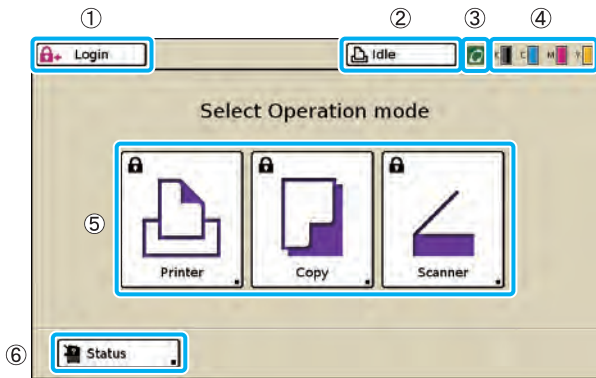 ① ② ③ ④
Login Idle K C M Y
Select Operation mode
⑤ Printer Copy Scanner
⑥ Status